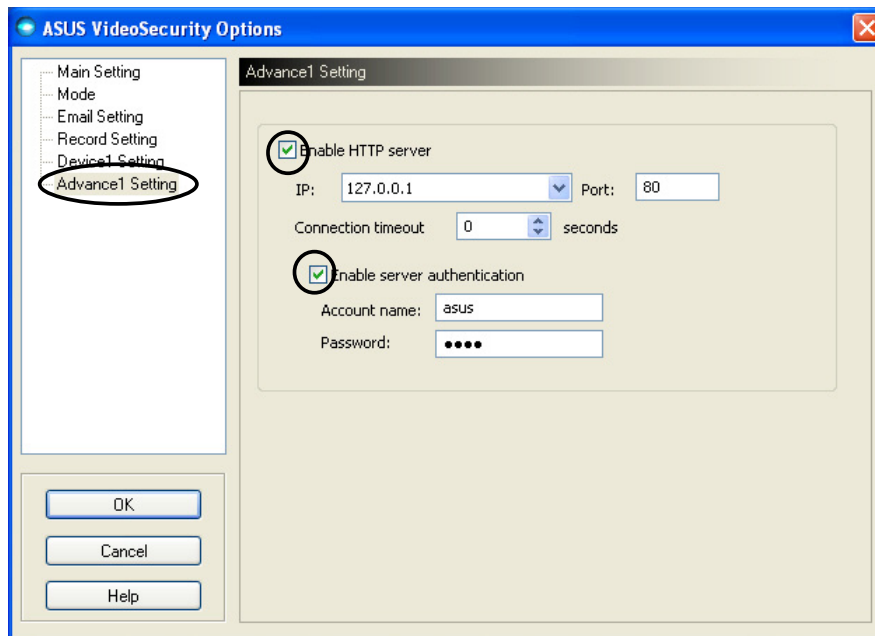 ASUS VideoSecurity Options
Main Setting
Mode
Email Setting
Record Setting
Device1 Setting
Advance1 Setting
OK
Cancel
Help
Advance1 Setting
Enable HTTP server
IP: 127.0.0.1 Port: 80
Connection timeout 0 seconds
Enable server authentication
Account name: asus
Password: ●●●●